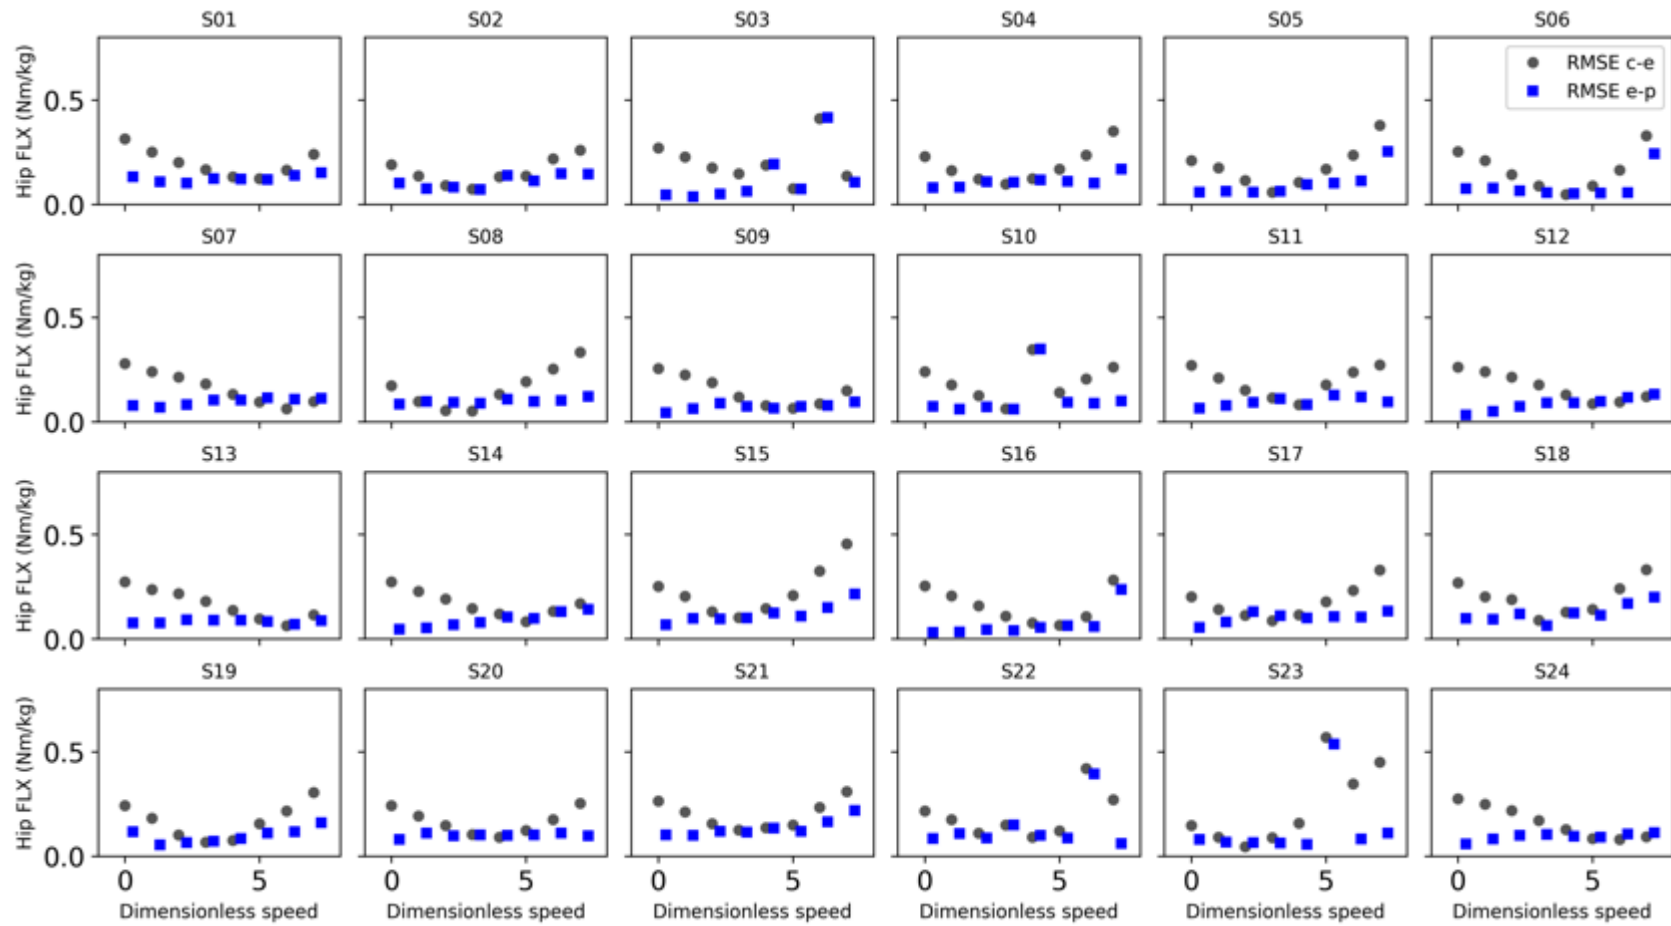 S01 S02 S03 S04 S05 S06
Hip FLX (Nm/kg)
0.5
0.0
RMSE c-e
RMSE e-p
S07 S08 S09 S10 S11 S12
Hip FLX (Nm/kg)
0.5
0.0
S13 S14 S15 S16 S17 S18
Hip FLX (Nm/kg)
0.5
0.0
S19 S20 S21 S22 S23 S24
Hip FLX (Nm/kg)
0.5
0.0
0 5 0 5 0 5 0 5 0 5 0 5
Dimensionless speed Dimensionless speed Dimensionless speed Dimensionless speed Dimensionless speed Dimensionless speed